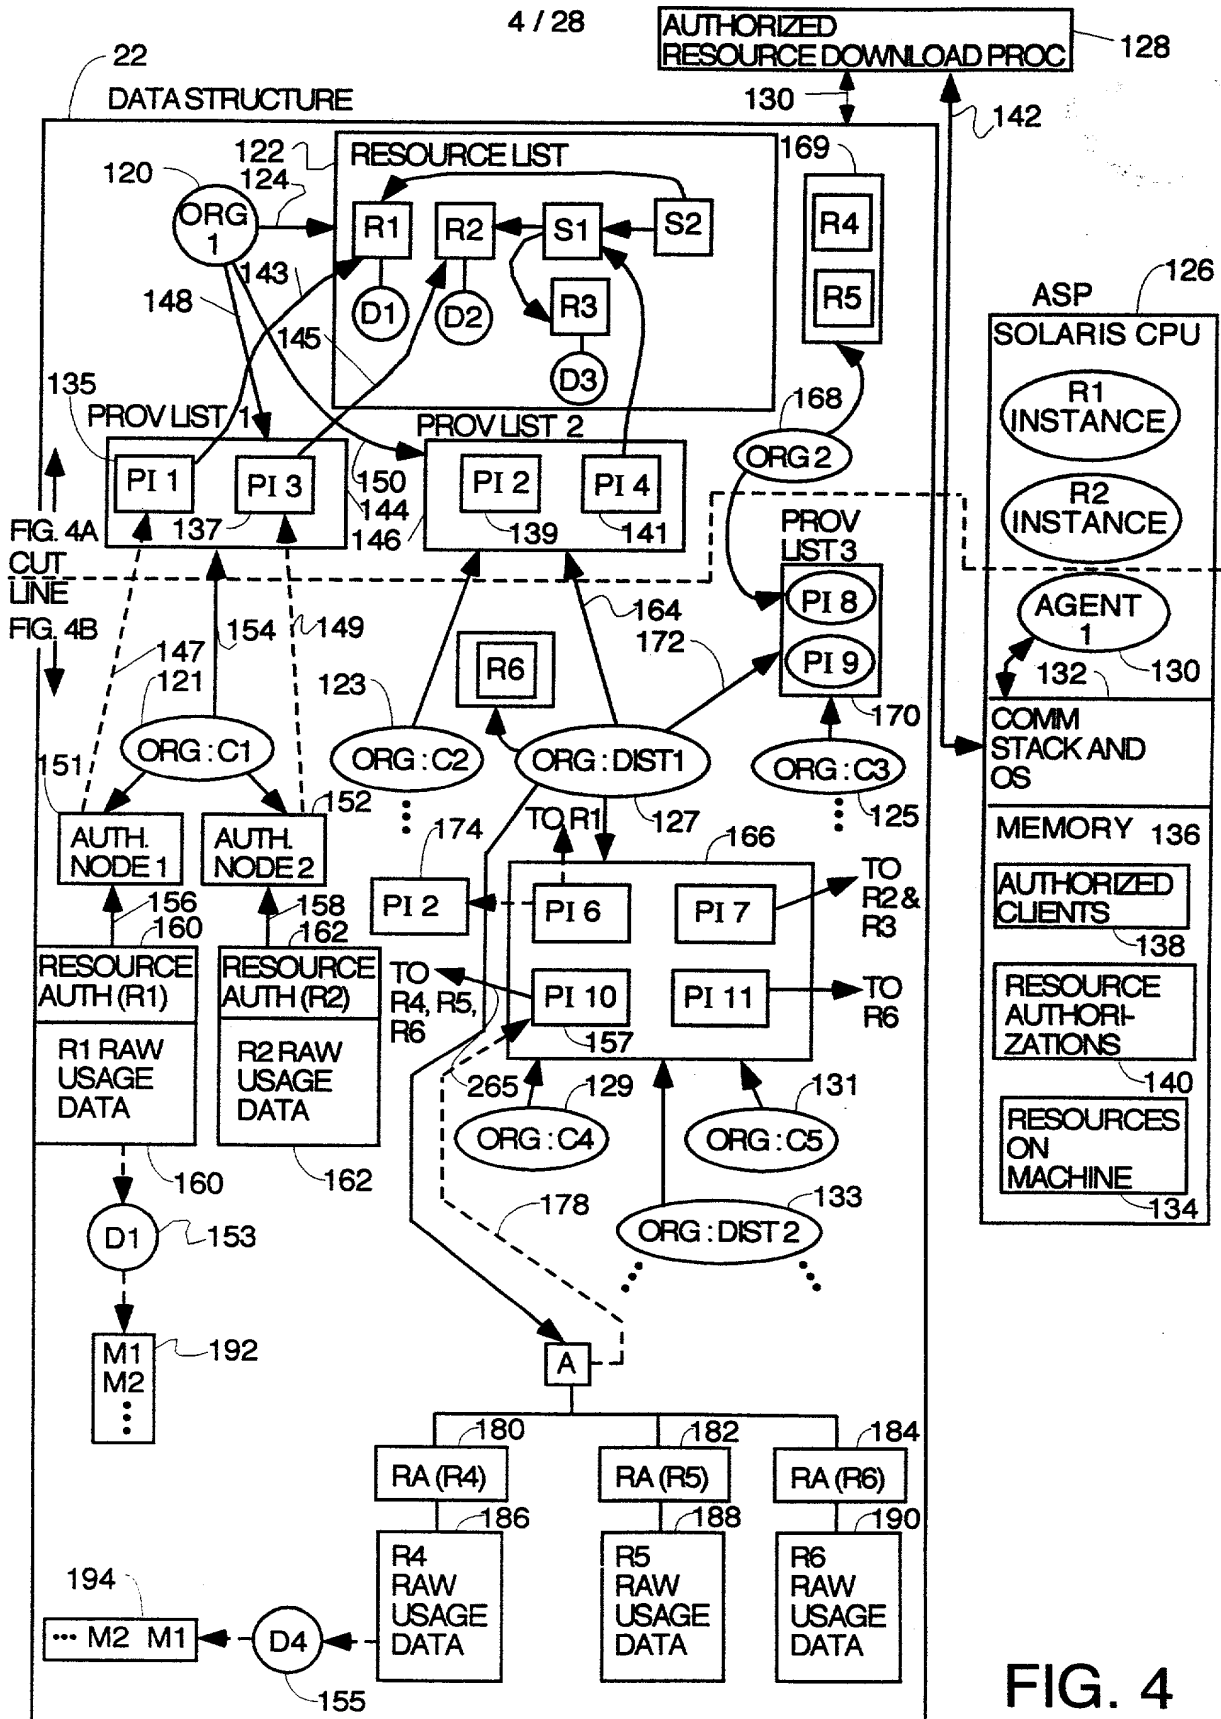 4 / 28
AUTHORIZED
RESOURCE DOWNLOAD PROC
128
22
DATA STRUCTURE
130
142
122
RESOURCE LIST
169
120
124
ORG
1
R1
R2
S1
S2
R4
143
148
D1
D2
R3
R5
126
ASP
SOLARIS CPU
145
D3
R1
INSTANCE
135
PROV LIST 1
PROV LIST 2
168
ORG 2
PI 1
PI 3
150
PI 2
PI 4
R2
INSTANCE
137
144
146
139
141
PROV
LIST 3
FIG. 4A
CUT
LINE
FIG. 4B
PI 8
AGENT
1
154
149
164
147
172
PI 9
130
121
123
R6
132
170
COMM
STACK AND
OS
ORG : C1
ORG : C2
ORG : DIST1
ORG : C3
151
152
TO R1
127
125
AUTH.
NODE 1
AUTH.
NODE 2
174
166
MEMORY 136
TO
R2 &
R3
AUTHORIZED
CLIENTS
156
158
PI 2
PI 6
PI 7
160
162
138
RESOURCE
AUTH (R1)
RESOURCE
AUTH (R2)
TO
R4, R5,
R6
PI 10
PI 11
TO
R6
RESOURCE
AUTHORI-
ZATIONS
157
R1 RAW
USAGE
DATA
R2 RAW
USAGE
DATA
265
129
131
140
ORG : C4
ORG : C5
RESOURCES
ON
MACHINE
160
162
134
178
133
D1
153
ORG : DIST 2
M1
M2
192
A
180
182
184
RA (R4)
RA (R5)
RA (R6)
186
188
190
R4
RAW
USAGE
DATA
R5
RAW
USAGE
DATA
R6
RAW
USAGE
DATA
194
••• M2 M1
D4
155
FIG. 4